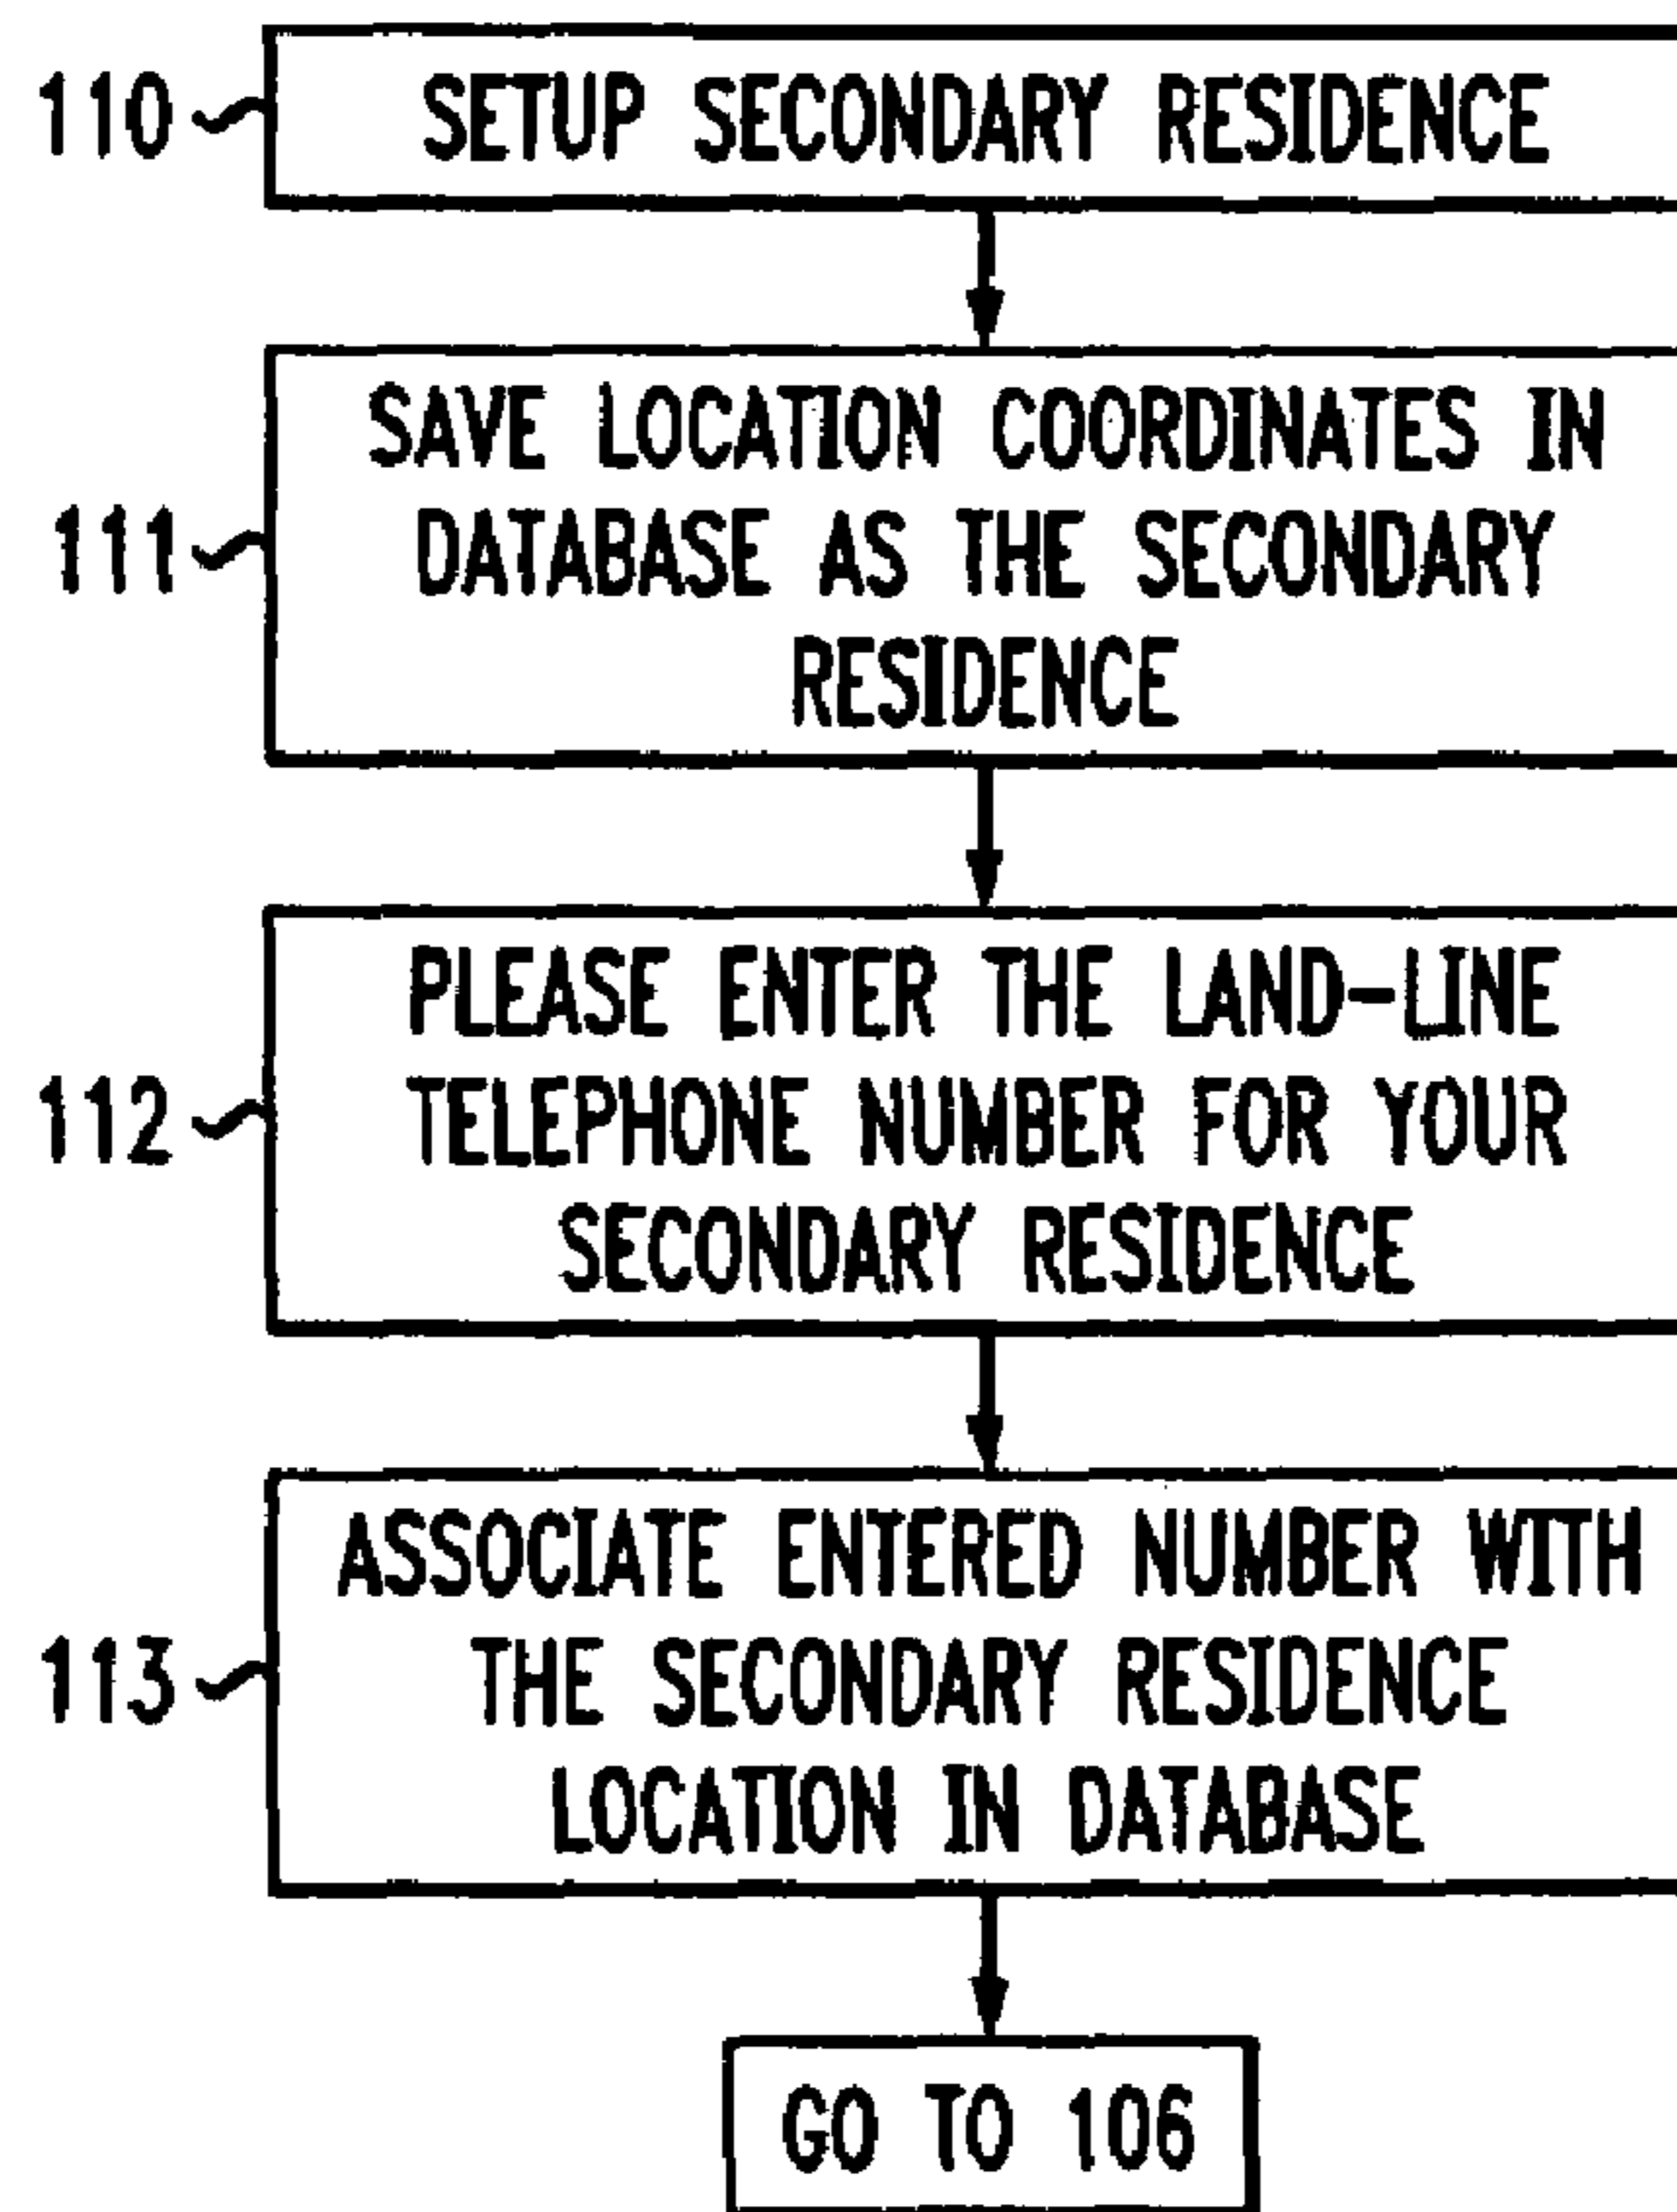 110
SETUP SECONDARY RESIDENCE
SAVE LOCATION COORDINATES IN
111
DATABASE AS THE SECONDARY
RESIDENCE
PLEASE ENTER THE LAND-LINE
112
TELEPHONE NUMBER FOR YOUR
SECONDARY RESIDENCE
ASSOCIATE ENTERED NUMBER WITH
113
THE SECONDARY RESIDENCE
LOCATION IN DATABASE
GO TO 106